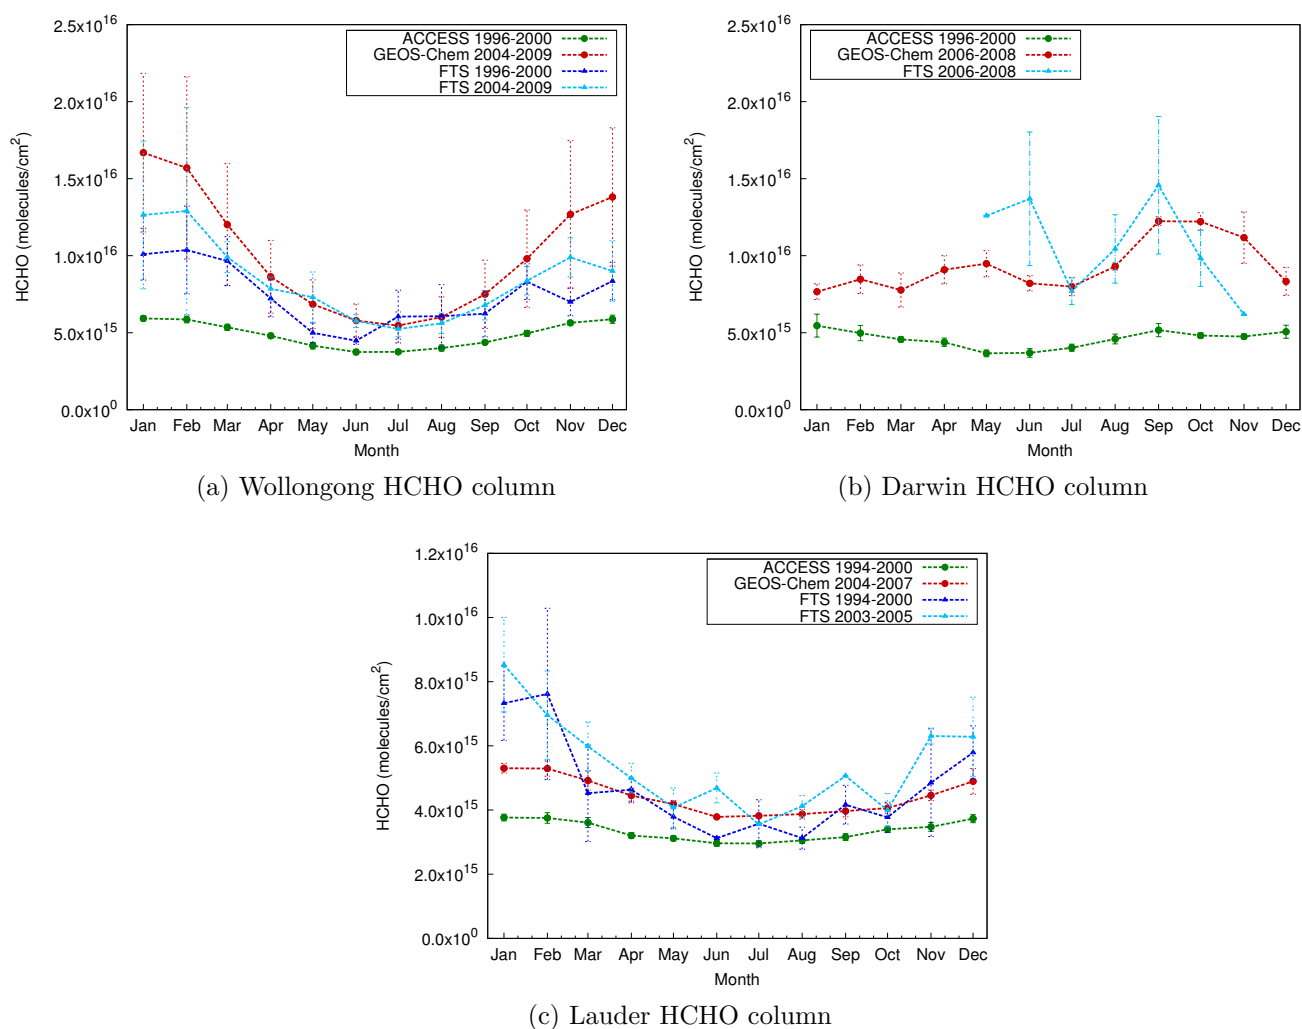 2.5x10^16
2.0x10^16
1.5x10^16
1.0x10^16
5.0x10^15
0.0x10^0
HCHO (molecules/cm^2)
ACCESS 1996-2000
GEOS-Chem 2004-2009
FTS 1996-2000
FTS 2004-2009
Jan Feb Mar Apr May Jun Jul Aug Sep Oct Nov Dec
Month
(a) Wollongong HCHO column
2.5x10^16
2.0x10^16
1.5x10^16
1.0x10^16
5.0x10^15
0.0x10^0
HCHO (molecules/cm^2)
ACCESS 1996-2000
GEOS-Chem 2006-2008
FTS 2006-2008
Jan Feb Mar Apr May Jun Jul Aug Sep Oct Nov Dec
Month
(b) Darwin HCHO column
1.2x10^16
1.0x10^16
8.0x10^15
6.0x10^15
4.0x10^15
2.0x10^15
0.0x10^0
HCHO (molecules/cm^2)
ACCESS 1994-2000
GEOS-Chem 2004-2007
FTS 1994-2000
FTS 2003-2005
Jan Feb Mar Apr May Jun Jul Aug Sep Oct Nov Dec
Month
(c) Lauder HCHO column